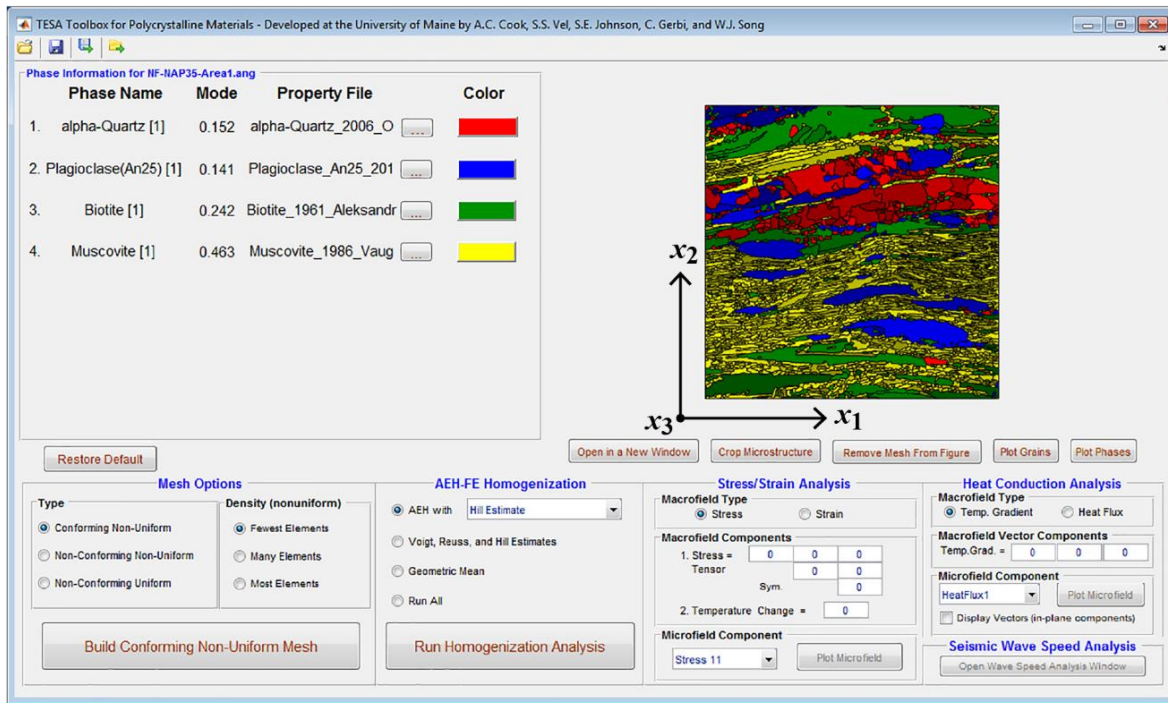 TESA Toolbox for Polycrystalline Materials - Developed at the University of Maine by A.C. Cook, S.S. Vel, S.E. Johnson, C. Gerbi, and W.J. Song
Phase Information for NF-NAP35-Area1.ang
Phase Name Mode Property File Color
1. alpha-Quartz [1] 0.152 alpha-Quartz_2006_O ...
2. Plagioclase(An25) [1] 0.141 Plagioclase_An25_201 ...
3. Biotite [1] 0.242 Biotite_1961_Aleksandr ...
4. Muscovite [1] 0.463 Muscovite_1986_Vaug ...
x2
x3 x1
Restore Default
Open in a New Window Crop Microstructure Remove Mesh From Figure Plot Grains Plot Phases
Mesh Options
Type
Conforming Non-Uniform
Non-Conforming Non-Uniform
Non-Conforming Uniform
Density (nonuniform)
Fewest Elements
Many Elements
Most Elements
Build Conforming Non-Uniform Mesh
AEH-FE Homogenization
AEH with Hill Estimate
Voigt, Reuss, and Hill Estimates
Geometric Mean
Run All
Run Homogenization Analysis
Stress/Strain Analysis
Macrofield Type
Stress Strain
Macrofield Components
1. Stress = 0 0 0
Tensor 0 0
Sym. 0
2. Temperature Change = 0
Microfield Component
Stress 11 Plot Microfield
Heat Conduction Analysis
Macrofield Type
Temp. Gradient Heat Flux
Macrofield Vector Components
Temp.Grad. = 0 0 0
Microfield Component
HeatFlux1 Plot Microfield
Display Vectors (in-plane components)
Seismic Wave Speed Analysis
Open Wave Speed Analysis Window